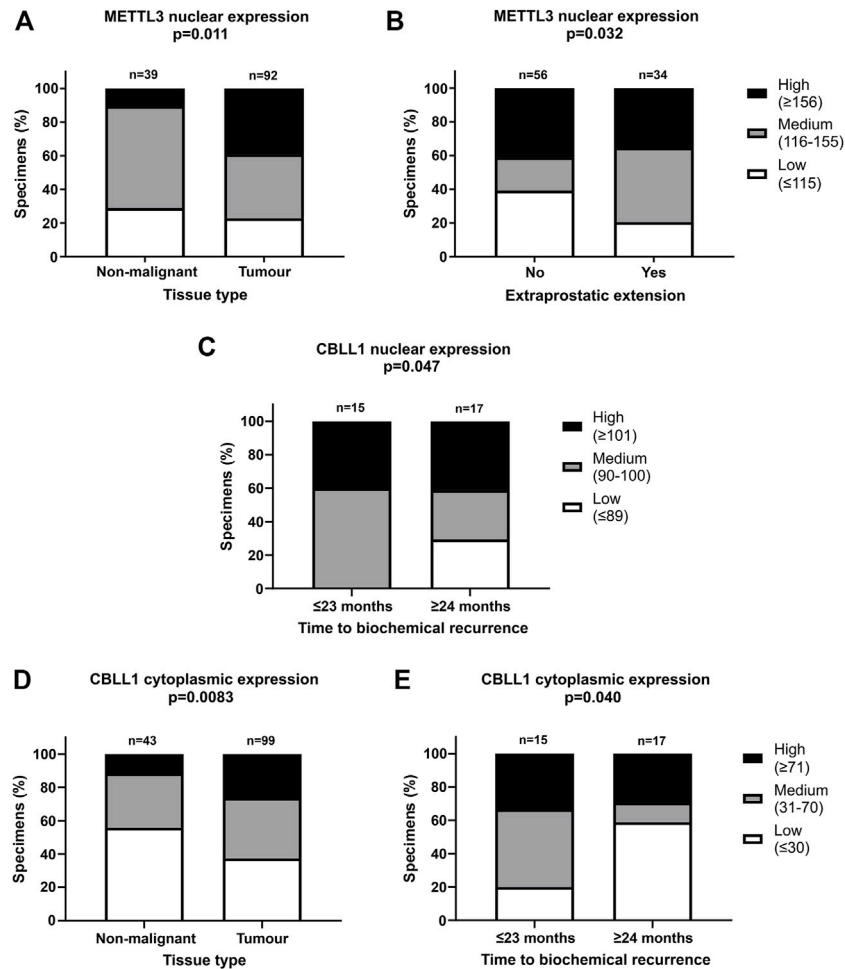 A
METTL3 nuclear expression
p=0.011
n=39
n=92
Specimens (%)
100
80
60
40
20
0
Non-malignant
Tumour
Tissue type
B
METTL3 nuclear expression
p=0.032
n=56
n=34
Specimens (%)
100
80
60
40
20
0
No
Yes
Extraprostatic extension
High
(≥156)
Medium
(116-155)
Low
(≤115)
C
CBLL1 nuclear expression
p=0.047
n=15
n=17
Specimens (%)
100
80
60
40
20
0
≤23 months
≥24 months
Time to biochemical recurrence
High
(≥101)
Medium
(90-100)
Low
(≤89)
D
CBLL1 cytoplasmic expression
p=0.0083
n=43
n=99
Specimens (%)
100
80
60
40
20
0
Non-malignant
Tumour
Tissue type
E
CBLL1 cytoplasmic expression
p=0.040
n=15
n=17
Specimens (%)
100
80
60
40
20
0
≤23 months
≥24 months
Time to biochemical recurrence
High
(≥71)
Medium
(31-70)
Low
(≤30)